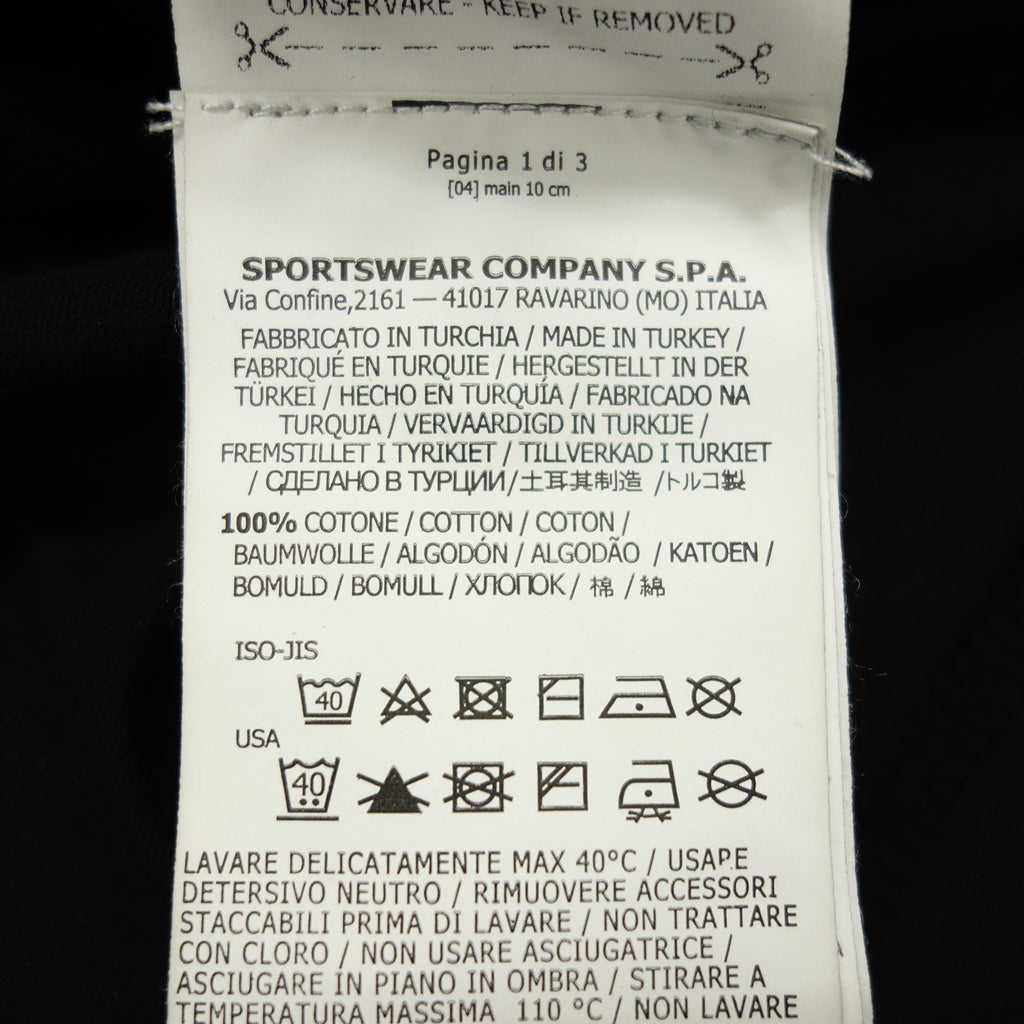 CONSERVARE - KEEP IF REMOVED
Pagina 1 di 3
[04] main 10 cm
SPORTSWEAR COMPANY S.P.A.
Via Confine,2161 — 41017 RAVARINO (MO) ITALIA
FABBRICATO IN TURCHIA / MADE IN TURKEY /
FABRIQUÉ EN TURQUIE / HERGESTELLT IN DER
TÜRKEI / HECHO EN TURQUÍA / FABRICADO NA
TURQUIA / VERVAARDIGD IN TURKIJE /
FREMSTILLET I TYRIKIET / TILLVERKAD I TURKIET
/ СДЕЛАНО В ТУРЦИИ/土耳其制造 /トルコ製
100% COTONE / COTTON / COTON /
BAUMWOLLE / ALGODÓN / ALGODÃO / KATOEN /
BOMULD / BOMULL / ХЛОПОК / 棉 / 綿
ISO-JIS
40
USA
40
LAVARE DELICATAMENTE MAX 40°C / USARE
DETERSIVO NEUTRO / RIMUOVERE ACCESSORI
STACCABILI PRIMA DI LAVARE / NON TRATTARE
CON CLORO / NON USARE ASCIUGATRICE /
ASCIUGARE IN PIANO IN OMBRA / STIRARE A
TEMPERATURA MASSIMA 110 °C / NON LAVARE